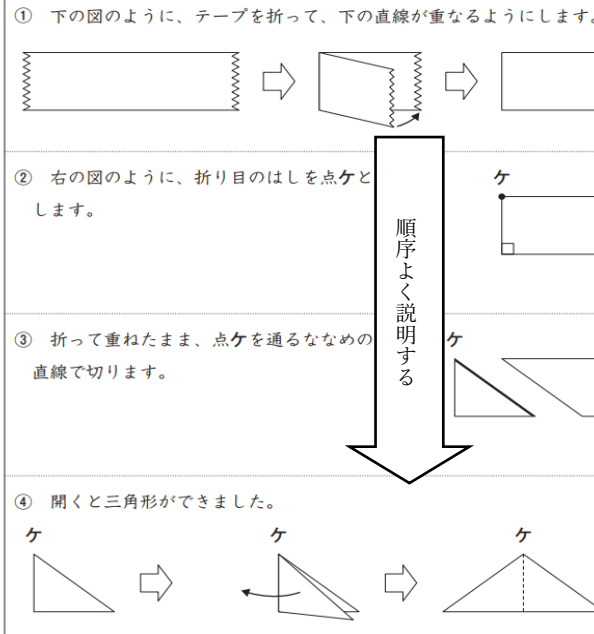 ① 下の図のように、テープを折って、下の直線が重なるようにします。
② 右の図のように、折り目のはしを点ケと
します。
ケ
順序よく説明する
③ 折って重ねたまま、点ケを通るななめの
直線で切ります。
ケ
④ 開くと三角形ができました。
ケ
ケ
ケ